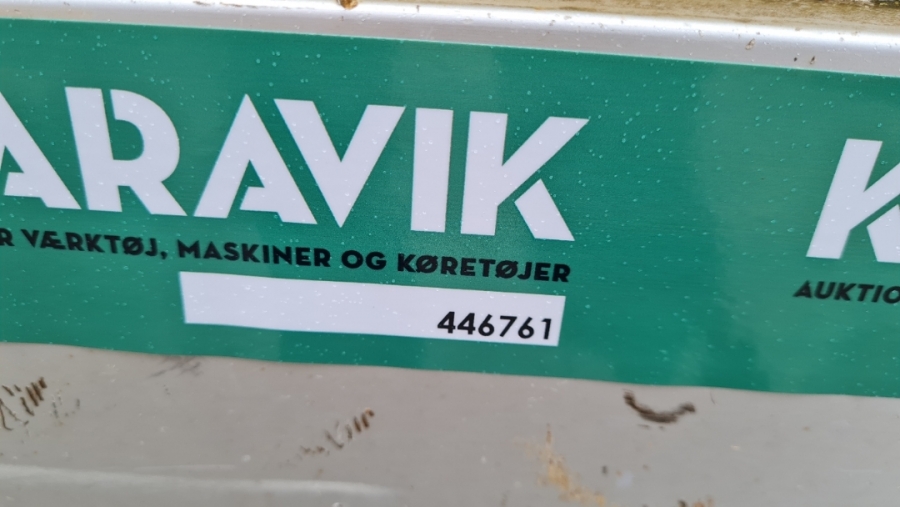 ARAVIK K
R VÆRKTØJ, MASKINER OG KØRETØJER
AUKTIO
446761